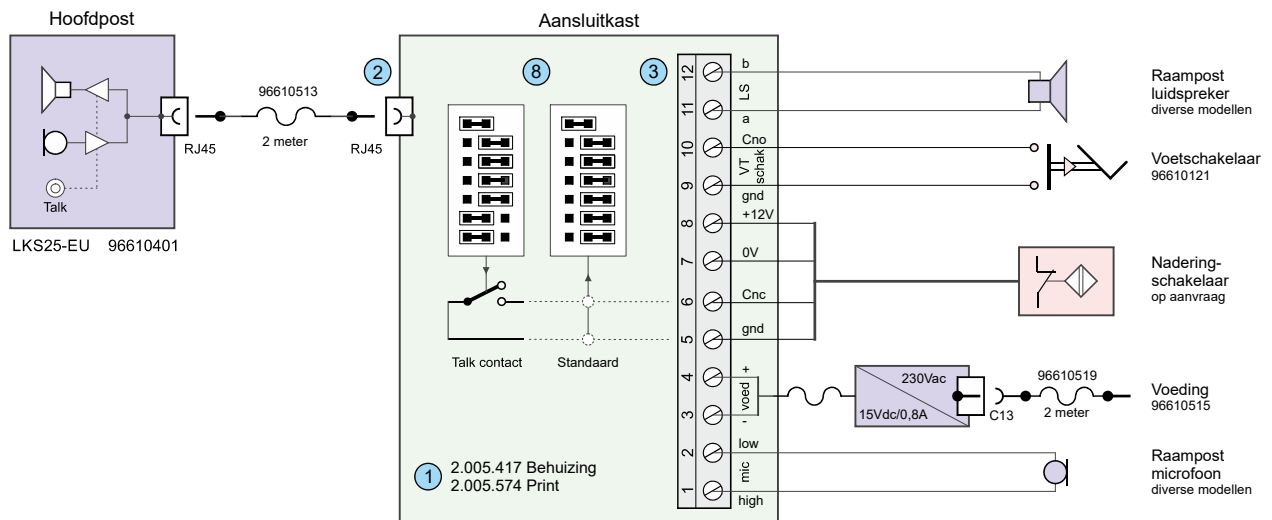 Hoofdpost
Aansluitkast
2
8
3
96610513
2 meter
RJ45
RJ45
Talk
LKS25-EU 96610401
12
11
10
9
8
7
6
5
4
3
2
1
b
LS
a
Cno
VT
schak
gnd
+12V
0V
Cnc
gnd
+
voed
-
low
mic
high
Talk contact
Standaard
1
2.005.417 Behuizing
2.005.574 Print
230Vac
15Vdc/0,8A
C13
96610519
2 meter
Raampost
luidspreker
diverse modellen
Voetschakelaar
96610121
Nadering-
schakelaar
op aanvraag
Voeding
96610515
Raampost
microfoon
diverse modellen